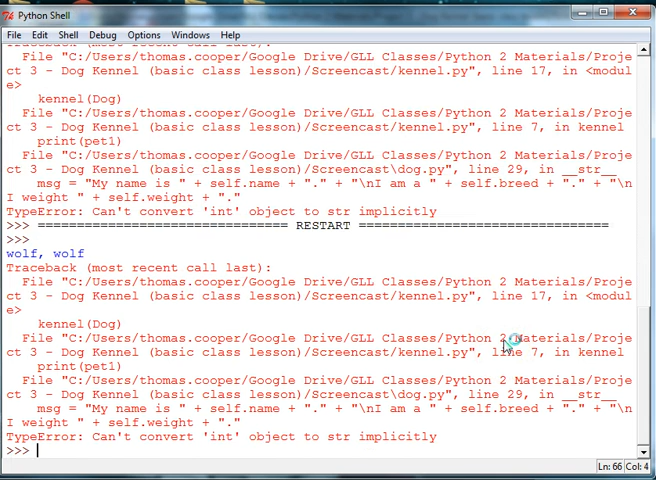 Python Shell
File Edit Shell Debug Options Windows Help
Traceback (most recent call last):
File "C:/Users/thomas.cooper/Google Drive/GLL Classes/Python 2 Materials/Proje
ct 3 - Dog Kennel (basic class lesson)/Screencast/kennel.py", line 17, in <modul
e>
kennel(Dog)
File "C:/Users/thomas.cooper/Google Drive/GLL Classes/Python 2 Materials/Proje
ct 3 - Dog Kennel (basic class lesson)/Screencast/kennel.py", line 7, in kennel
print(pet1)
File "C:/Users/thomas.cooper/Google Drive/GLL Classes/Python 2 Materials/Proje
ct 3 - Dog Kennel (basic class lesson)/Screencast\dog.py", line 29, in __str__
msg = "My name is " + self.name + "." + "\nI am a " + self.breed + "." + "\n
I weight " + self.weight + "."
TypeError: Can't convert 'int' object to str implicitly
>>> ================================ RESTART ================================
>>>
wolf, wolf
Traceback (most recent call last):
File "C:/Users/thomas.cooper/Google Drive/GLL Classes/Python 2 Materials/Proje
ct 3 - Dog Kennel (basic class lesson)/Screencast/kennel.py", line 17, in <modul
e>
kennel(Dog)
File "C:/Users/thomas.cooper/Google Drive/GLL Classes/Python 2 Materials/Proje
ct 3 - Dog Kennel (basic class lesson)/Screencast/kennel.py", line 7, in kennel
print(pet1)
File "C:/Users/thomas.cooper/Google Drive/GLL Classes/Python 2 Materials/Proje
ct 3 - Dog Kennel (basic class lesson)/Screencast\dog.py", line 29, in __str__
msg = "My name is " + self.name + "." + "\nI am a " + self.breed + "." + "\n
I weight " + self.weight + "."
TypeError: Can't convert 'int' object to str implicitly
>>>
Ln: 66 Col: 4